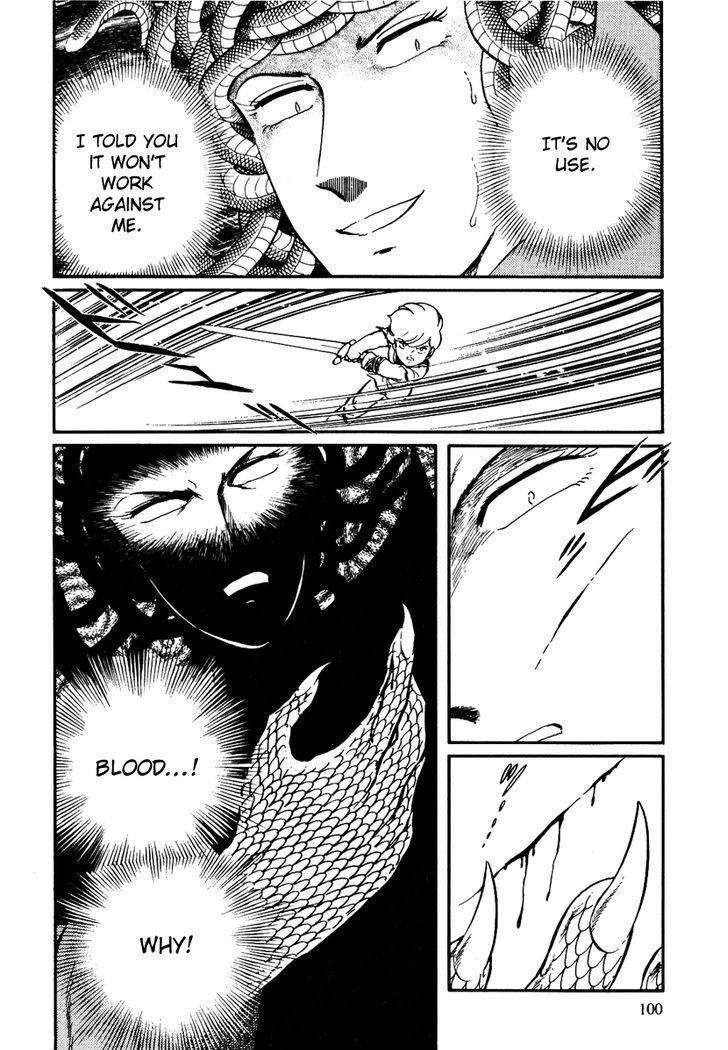 IT'S NO
USE.
I TOLD YOU
IT WON'T
WORK
AGAINST
ME.
BLOOD...!
WHY!
100